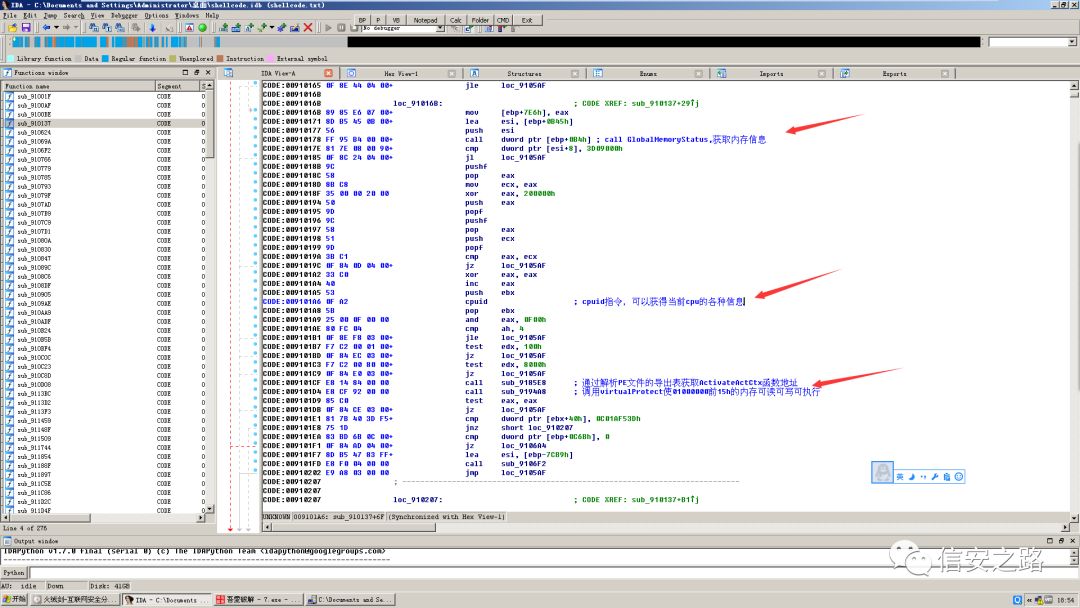 IDA - C:\Documents and Settings\Administrator\桌面\shellcode.idb (shellcode.txt)
File Edit Jump Search View Debugger Options Windows Help
BP P VB Notepad Calc Folder CMD Exit
No debugger
Library function Data Regular function Unexplored Instruction External symbol
Functions window
IDA View-A Hex View-1 Structures Enums Imports Exports
Function name Segment
sub_91001F CODE 0
sub_9100AF CODE 0
sub_9100BE CODE 0
sub_910137 CODE 0
sub_910624 CODE 0
sub_91069A CODE 0
sub_9106F2 CODE 0
sub_910766 CODE 0
sub_910779 CODE 0
sub_910785 CODE 0
sub_910793 CODE 0
sub_91079F CODE 0
sub_9107AD CODE 0
sub_9107B9 CODE 0
sub_9107C9 CODE 0
sub_9107D1 CODE 0
sub_91080A CODE 0
sub_910830 CODE 0
sub_910847 CODE 0
sub_91089C CODE 0
sub_9108C6 CODE 0
sub_9108DF CODE 0
sub_910905 CODE 0
sub_9109AE CODE 0
sub_910AA9 CODE 0
sub_910ADF CODE 0
sub_910B24 CODE 0
sub_910B5D CODE 0
sub_910BF4 CODE 0
sub_910C0C CODE 0
sub_910C23 CODE 0
sub_910C8D CODE 0
sub_910D08 CODE 0
sub_9113BC CODE 0
sub_9113D2 CODE 0
sub_9113F3 CODE 0
sub_911459 CODE 0
sub_91148F CODE 0
sub_911509 CODE 0
sub_911744 CODE 0
sub_911854 CODE 0
sub_91188F CODE 0
sub_911897 CODE 0
sub_911C5E CODE 0
sub_911C86 CODE 0
sub_911D2C CODE 0
sub_911D4F CODE 0
Line 4 of 275
CODE:00910165 0F 8E 44 04 00+ jle loc_9105AF
CODE:0091016B
CODE:0091016B loc_91016B: ; CODE XREF: sub_910137+29↑j
CODE:0091016B 89 85 E6 07 00+ mov [ebp+7E6h], eax
CODE:00910171 8D B5 45 0B 00+ lea esi, [ebp+0B45h]
CODE:00910177 56 push esi
CODE:00910178 FF 95 B4 00 00+ call dword ptr [ebp+0B4h] ; call GlobalMemoryStatus,获取内存信息
CODE:0091017E 81 7E 08 00 90+ cmp dword ptr [esi+8], 3D09000h
CODE:00910185 0F 8C 24 04 00+ jl loc_9105AF
CODE:0091018B 9C pushf
CODE:0091018C 58 pop eax
CODE:0091018D 8B C8 mov ecx, eax
CODE:0091018F 35 00 00 20 00 xor eax, 200000h
CODE:00910194 50 push eax
CODE:00910195 9D popf
CODE:00910196 9C pushf
CODE:00910197 58 pop eax
CODE:00910198 51 push ecx
CODE:00910199 9D popf
CODE:0091019A 3B C1 cmp eax, ecx
CODE:0091019C 0F 84 0D 04 00+ jz loc_9105AF
CODE:009101A2 33 C0 xor eax, eax
CODE:009101A4 40 inc eax
CODE:009101A5 53 push ebx
CODE:009101A6 0F A2 cpuid ; cpuid指令, 可以获得当前cpu的各种信息
CODE:009101A8 5B pop ebx
CODE:009101A9 25 00 0F 00 00 and eax, 0F00h
CODE:009101AE 80 FC 04 cmp ah, 4
CODE:009101B1 0F 8E F8 03 00+ jle loc_9105AF
CODE:009101B7 F7 C2 00 01 00+ test edx, 100h
CODE:009101BD 0F 84 EC 03 00+ jz loc_9105AF
CODE:009101C3 F7 C2 00 80 00+ test edx, 8000h
CODE:009101C9 0F 84 E0 03 00+ jz loc_9105AF
CODE:009101CF E8 14 84 00 00 call sub_9185E8 ; 通过解析PE文件的导出表获取ActivateActCtx函数地址
CODE:009101D4 E8 CF 92 00 00 call sub_9194A8 ; 调用virtualProtect使01000000前15h的内存可读可写可执行
CODE:009101D9 85 C0 test eax, eax
CODE:009101DB 0F 84 CE 03 00+ jz loc_9105AF
CODE:009101E1 81 7B 40 3D F5+ cmp dword ptr [ebx+40h], 0C01AF53Dh
CODE:009101E8 75 1D jnz short loc_910207
CODE:009101EA 83 BD 6B 0C 00+ cmp dword ptr [ebp+0C6Bh], 0
CODE:009101F1 0F 84 AD 04 00+ jz loc_9106A4
CODE:009101F7 8D B5 47 83 FF+ lea esi, [ebp-7CB9h]
CODE:009101FD E8 F0 04 00 00 call sub_9106F2
CODE:00910202 E9 A8 03 00 00 jmp loc_9105AF
CODE:00910207 ; ---------------------------------------------------------------------------
CODE:00910207
CODE:00910207 loc_910207: ; CODE XREF: sub_910137+B1↑j
UNKNOWN 009101A6: sub_910137+6F (Synchronized with Hex View-1)
Output window
IDAPython v1.7.0 final (serial 0) (c) The IDAPython Team <idapython@googlegroups.com>
Python
AU: idle Down Disk: 41GB
英
信安之路
开始 火绒剑-互联网安全分... IDA - C:\Documents ... 吾爱破解 - 7.exe - ... C:\Documents and Se... 18:54